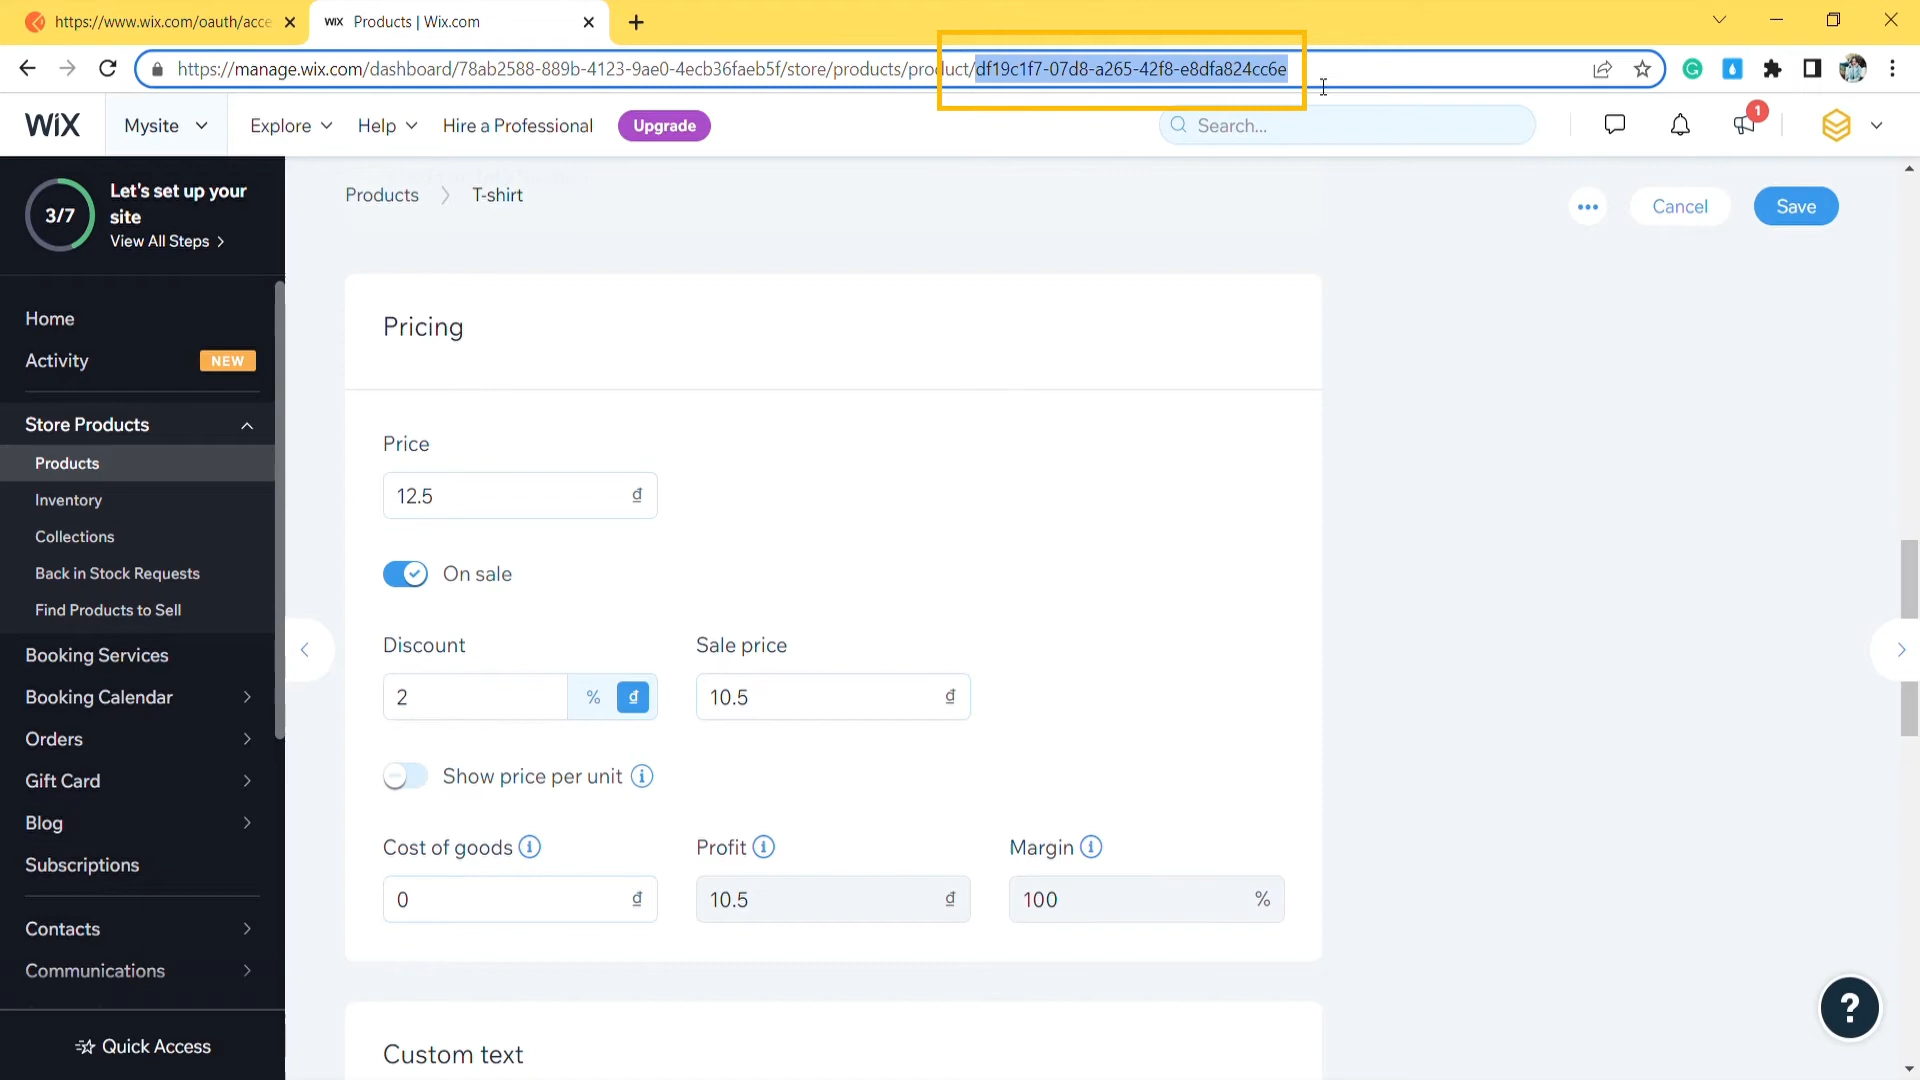 https://www.wix.com/oauth/acce
WiX Products | Wix.com
https://manage.wix.com/dashboard/78ab2588-889b-4123-9ae0-4ecb36faeb5f/store/products/product/df19c1f7-07d8-a265-42f8-e8dfa824cc6e
WiX
Mysite
Explore
Help
Hire a Professional
Upgrade
Search...
1
3/7
Let's set up your
site
View All Steps
Home
Activity NEW
Store Products
Products
Inventory
Collections
Back in Stock Requests
Find Products to Sell
Booking Services
Booking Calendar
Orders
Gift Card
Blog
Subscriptions
Contacts
Communications
Quick Access
Products > T-shirt
Cancel
Save
Pricing
Price
12.5 ₫
On sale
Discount Sale price
2 % ₫ 10.5 ₫
Show price per unit
Cost of goods Profit Margin
0 ₫ 10.5 ₫ 100 %
Custom text
?